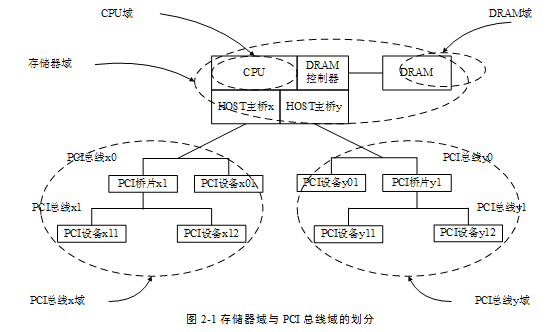 CPU域
DRAM域
存储器域
CPU
DRAM
控制器
DRAM
HOST主桥x
HOST主桥y
PCI总线x0
PCI总线y0
PCI桥片x1
PCI设备x01
PCI设备y01
PCI桥片y1
PCI总线x1
PCI总线y1
PCI设备x11
PCI设备x12
PCI设备y11
PCI设备y12
PCI总线x域
PCI总线y域
图 2-1 存储器域与 PCI 总线域的划分